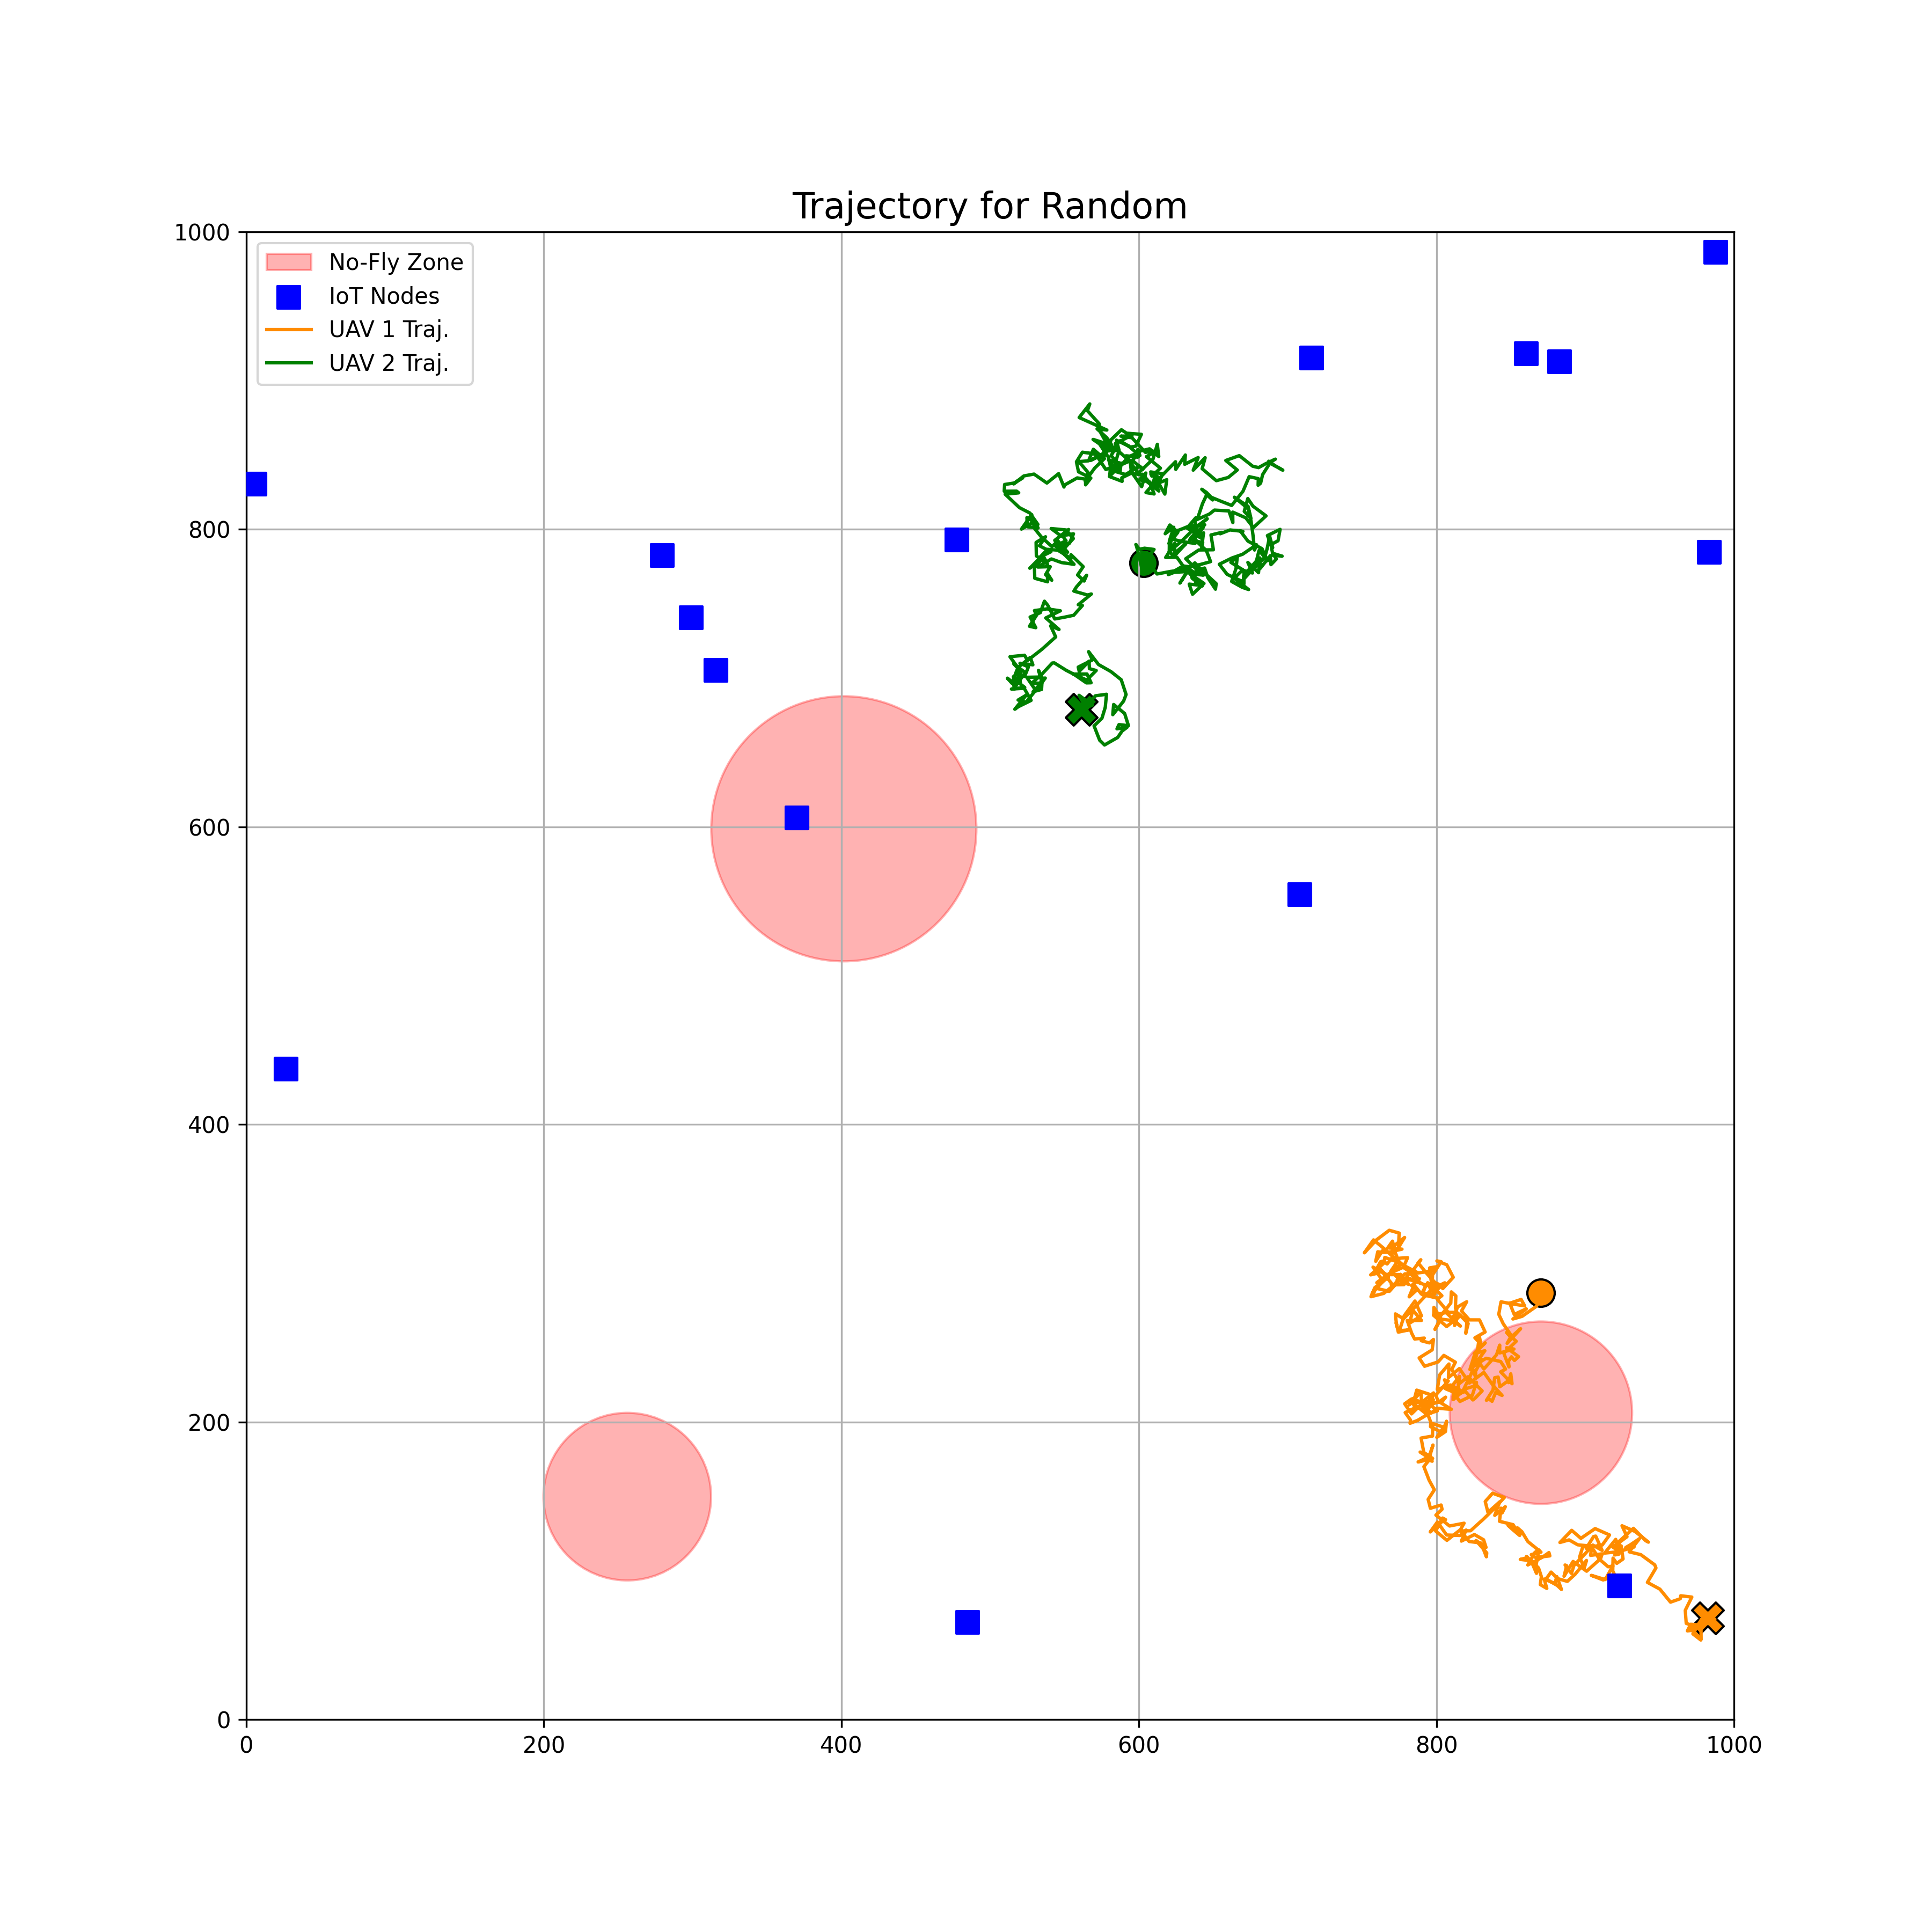 Trajectory for Random
1000
800
600
400
200
0
No-Fly Zone
IoT Nodes
UAV 1 Traj.
UAV 2 Traj.
0 200 400 600 800 1000